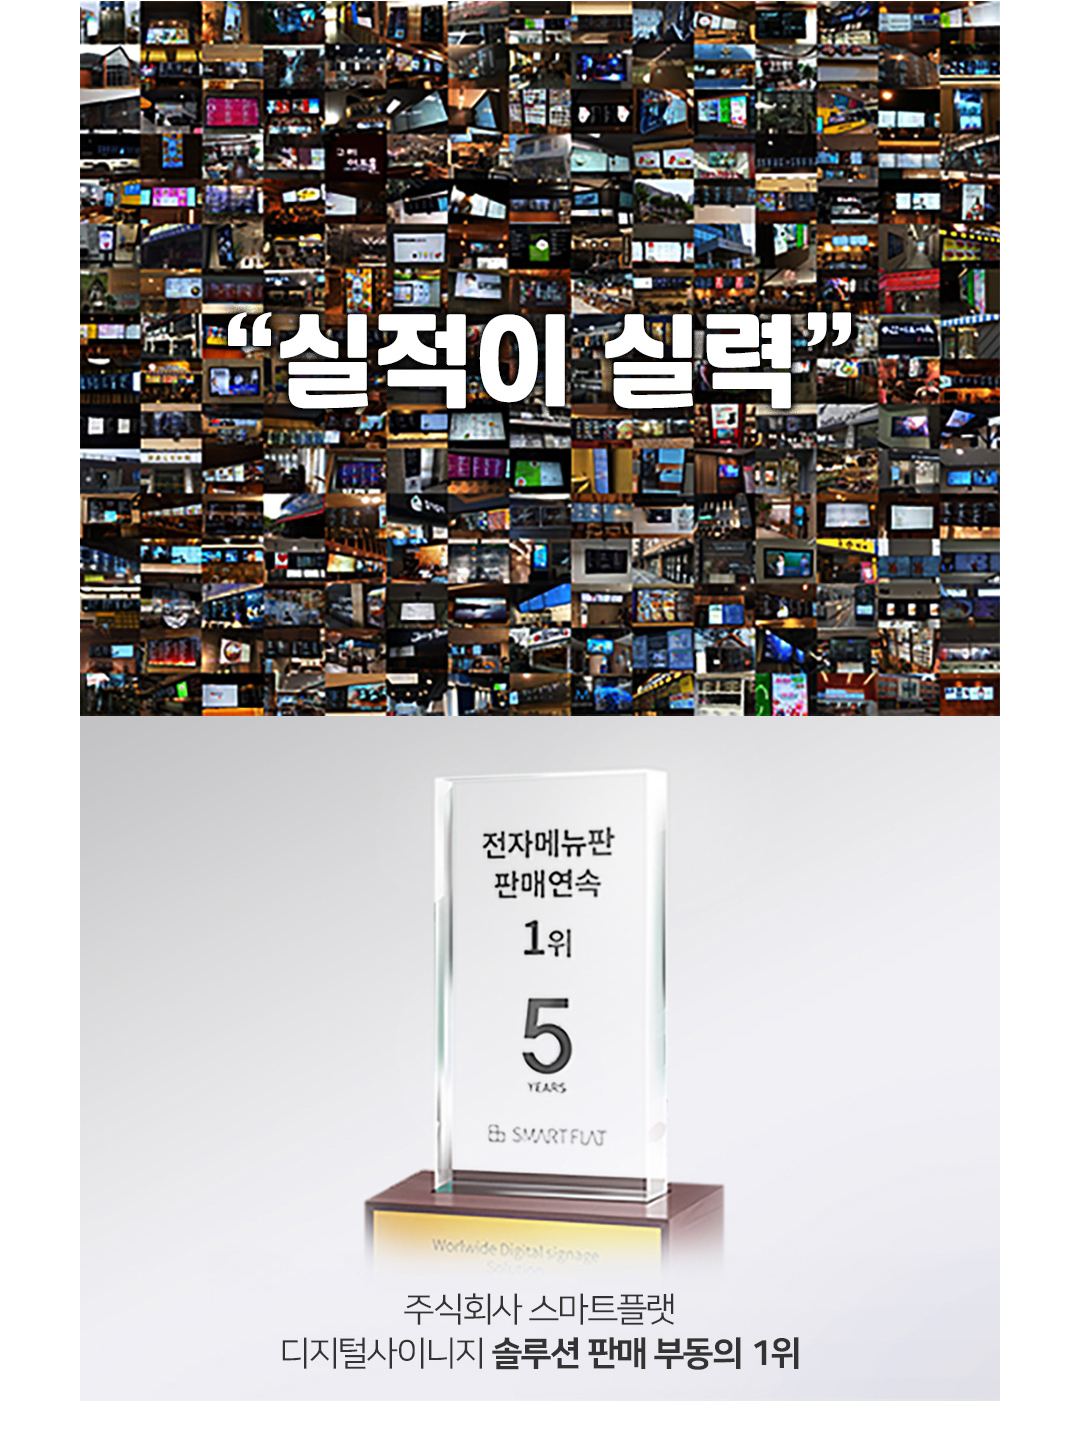 “실적이 실력”
전자메뉴판
판매연속
1위
5
YEARS
SMARTFLAT
Worlwide Digital signage
Solution
주식회사 스마트플랫
디지털사이니지 솔루션 판매 부동의 1위